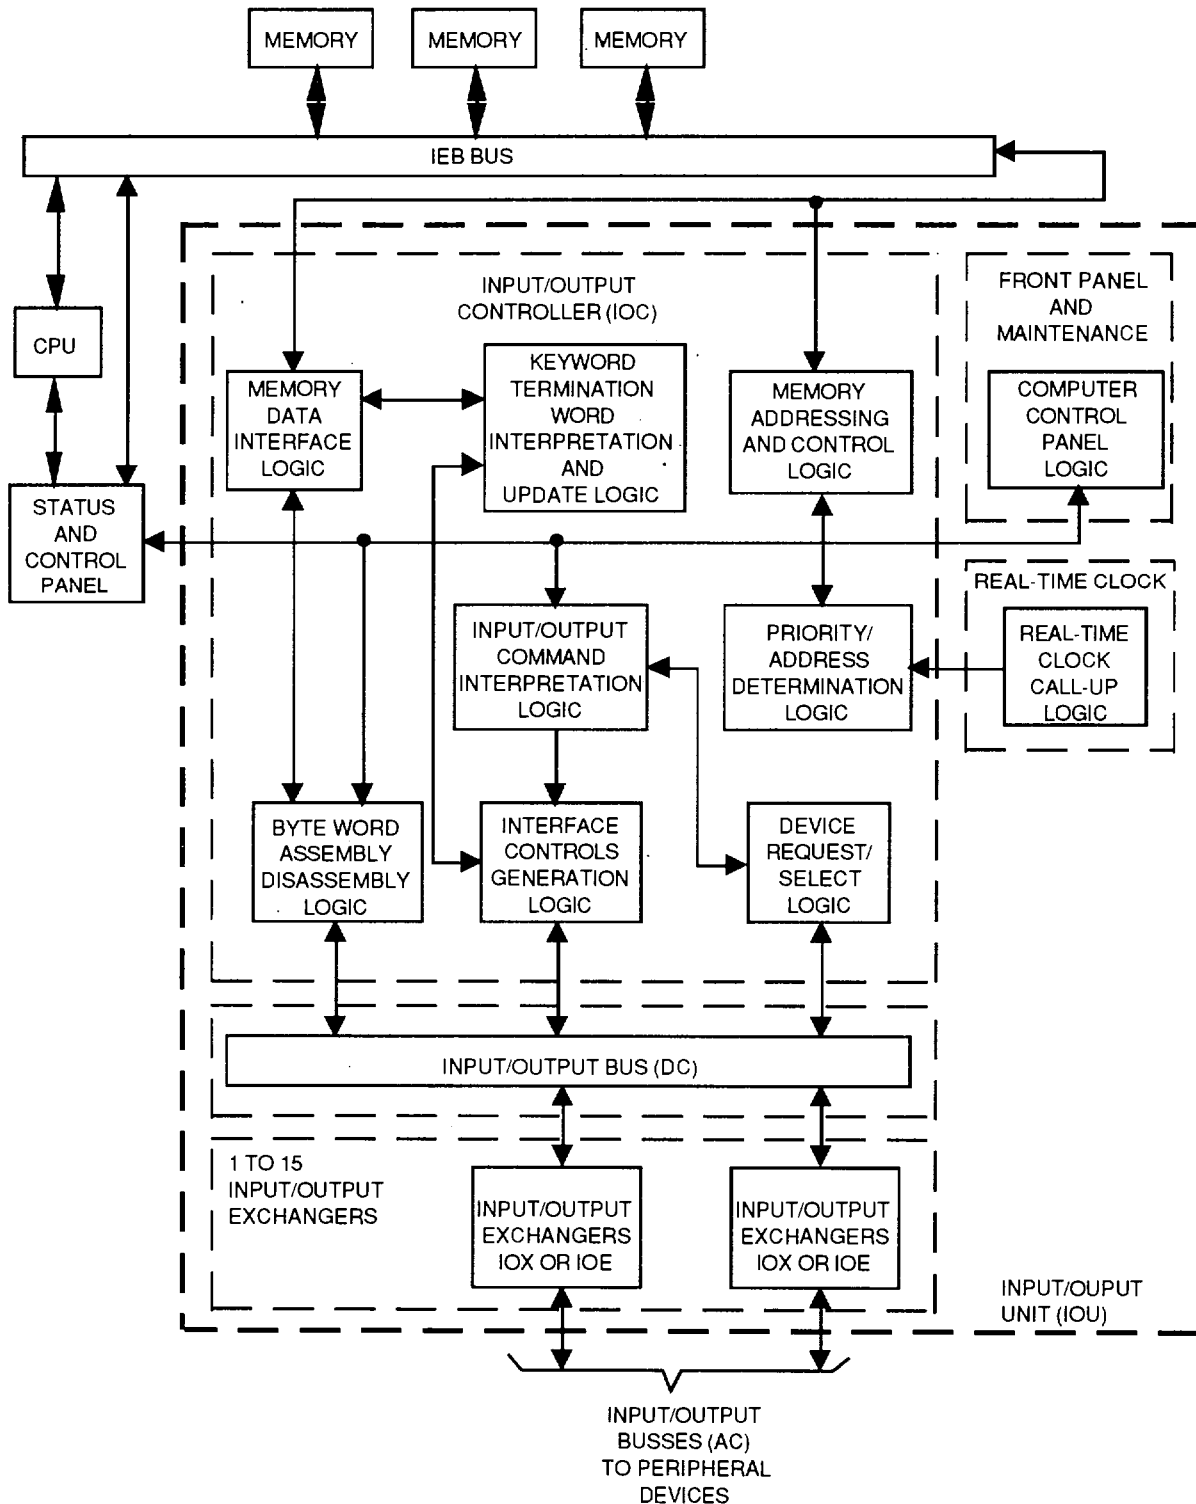 MEMORY
MEMORY
MEMORY
IEB BUS
INPUT/OUTPUT
CONTROLLER (IOC)
FRONT PANEL
AND
MAINTENANCE
CPU
MEMORY
DATA
INTERFACE
LOGIC
KEYWORD
TERMINATION
WORD
INTERPRETATION
AND
UPDATE LOGIC
MEMORY
ADDRESSING
AND CONTROL
LOGIC
COMPUTER
CONTROL
PANEL
LOGIC
STATUS
AND
CONTROL
PANEL
REAL-TIME CLOCK
INPUT/OUTPUT
COMMAND
INTERPRETATION
LOGIC
PRIORITY/
ADDRESS
DETERMINATION
LOGIC
REAL-TIME
CLOCK
CALL-UP
LOGIC
BYTE WORD
ASSEMBLY
DISASSEMBLY
LOGIC
INTERFACE
CONTROLS
GENERATION
LOGIC
DEVICE
REQUEST/
SELECT
LOGIC
INPUT/OUTPUT BUS (DC)
1 TO 15
INPUT/OUTPUT
EXCHANGERS
INPUT/OUTPUT
EXCHANGERS
IOX OR IOE
INPUT/OUTPUT
EXCHANGERS
IOX OR IOE
INPUT/OUPUT
UNIT (IOU)
INPUT/OUTPUT
BUSSES (AC)
TO PERIPHERAL
DEVICES